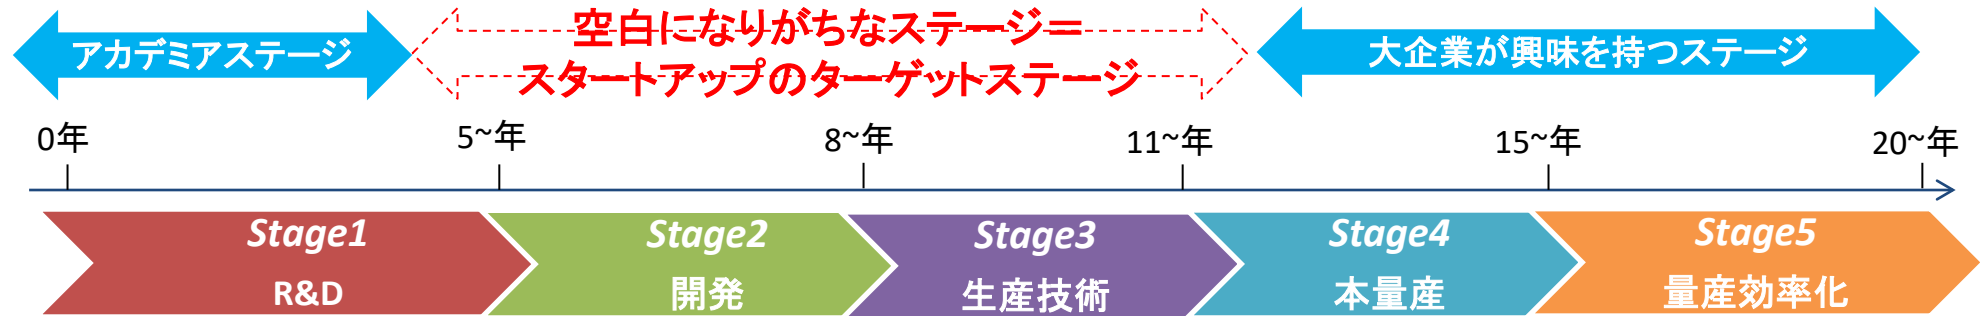 アカデミアステージ
空白になりがちなステージ＝
スタートアップのターゲットステージ
大企業が興味を持つステージ
0年
5~年
8~年
11~年
15~年
20~年
Stage1
R&D
Stage2
開発
Stage3
生産技術
Stage4
本量産
Stage5
量産効率化